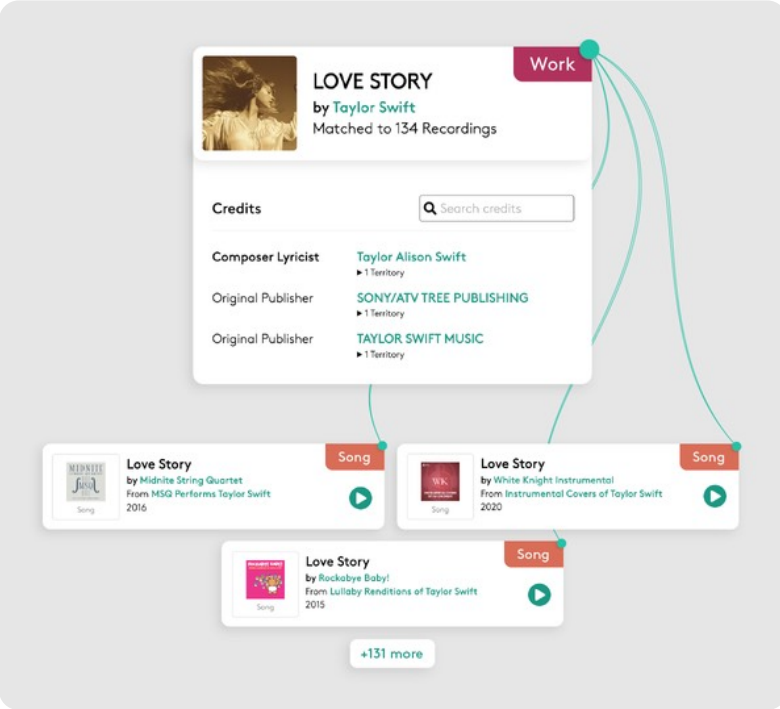 Work
LOVE STORY
by Taylor Swift
Matched to 134 Recordings
Credits
Search credits
Composer Lyricist
Taylor Alison Swift
1 Territory
Original Publisher
SONY/ATV TREE PUBLISHING
1 Territory
Original Publisher
TAYLOR SWIFT MUSIC
1 Territory
Song
MIDNITE
Song
Love Story
by Midnite String Quartet
From MSQ Performs Taylor Swift
2016
Song
WK
Song
Love Story
by White Knight Instrumental
From Instrumental Covers of Taylor Swift
2020
Song
Song
Love Story
by Rockabye Baby!
From Lullaby Renditions of Taylor Swift
2015
+131 more